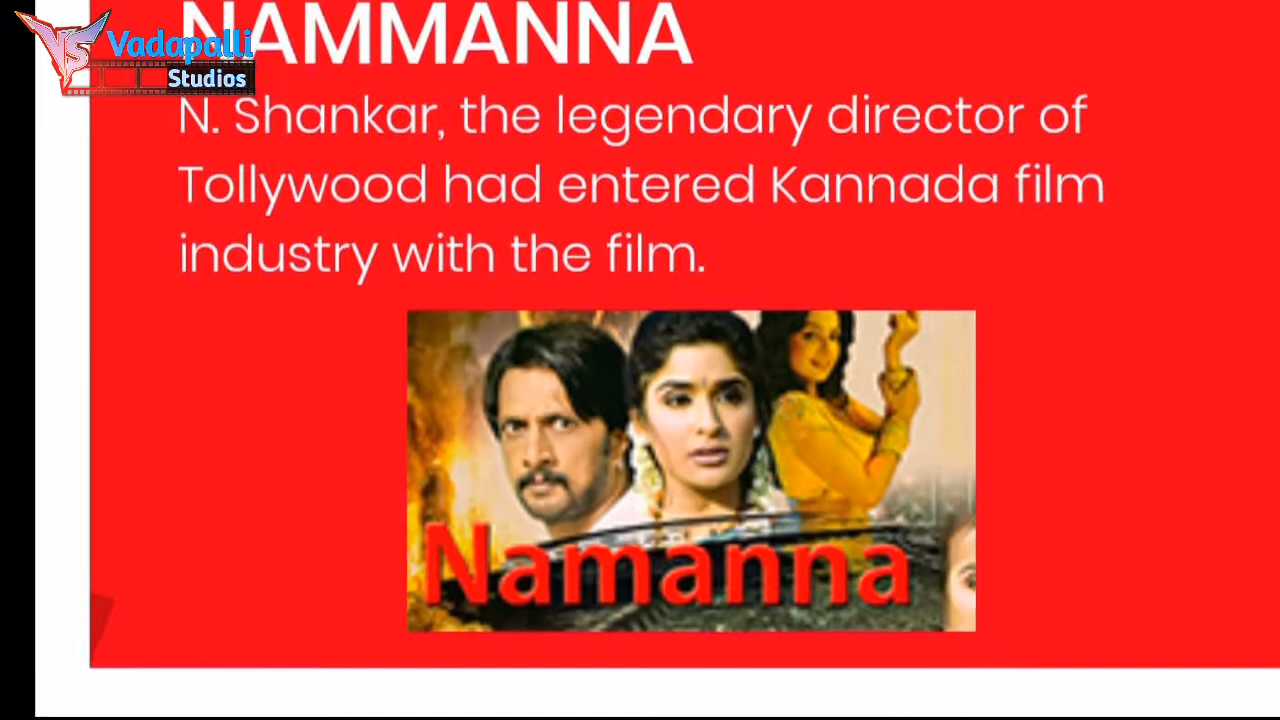 NAMMANNA
Vadapalli
Studios
N. Shankar, the legendary director of
Tollywood had entered Kannada film
industry with the film.
Namanna